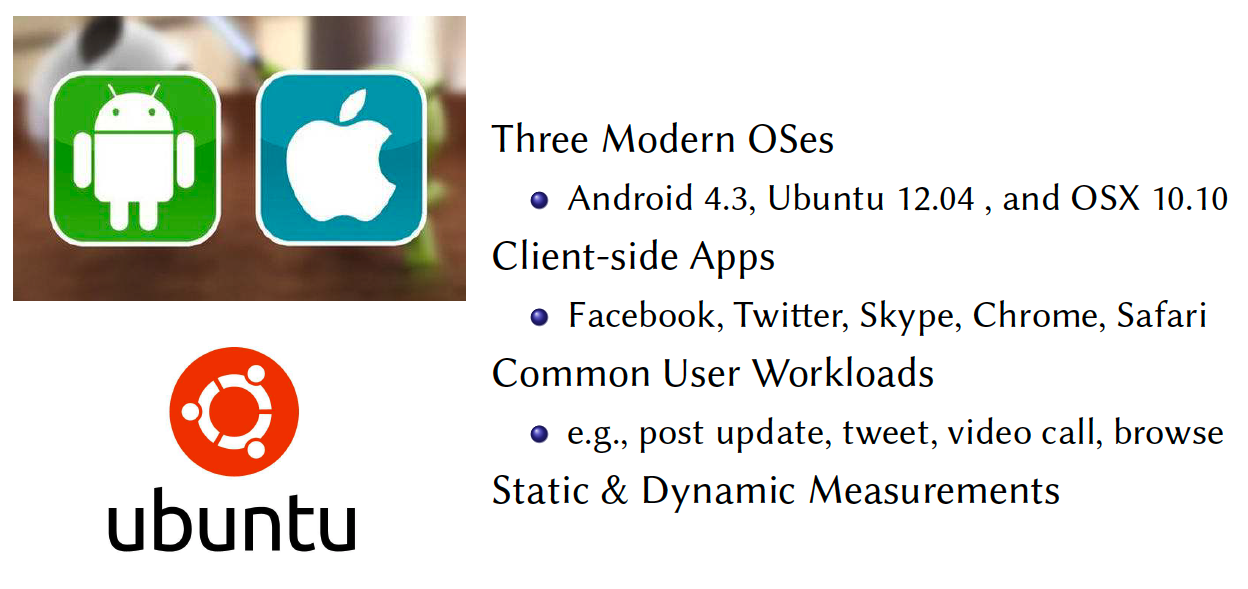 Three Modern OSes
Android 4.3, Ubuntu 12.04 , and OSX 10.10
Client-side Apps
Facebook, Twitter, Skype, Chrome, Safari
Common User Workloads
e.g., post update, tweet, video call, browse
Static & Dynamic Measurements
ubuntu